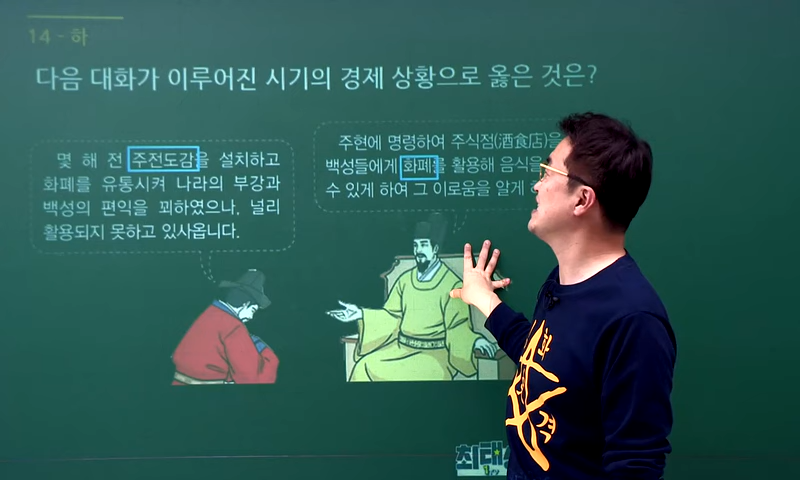 14 - 하
다음 대화가 이루어진 시기의 경제 상황으로 옳은 것은?
몇 해 전 주전도감을 설치하고
화폐를 유통시켜 나라의 부강과
백성의 편익을 꾀하였으나, 널리
활용되지 못하고 있사옵니다.
주현에 명령하여 주식점(酒食店)을
백성들에게 화폐를 활용해 음식을
수 있게 하여 그 이로움을 알게
화
격
최태